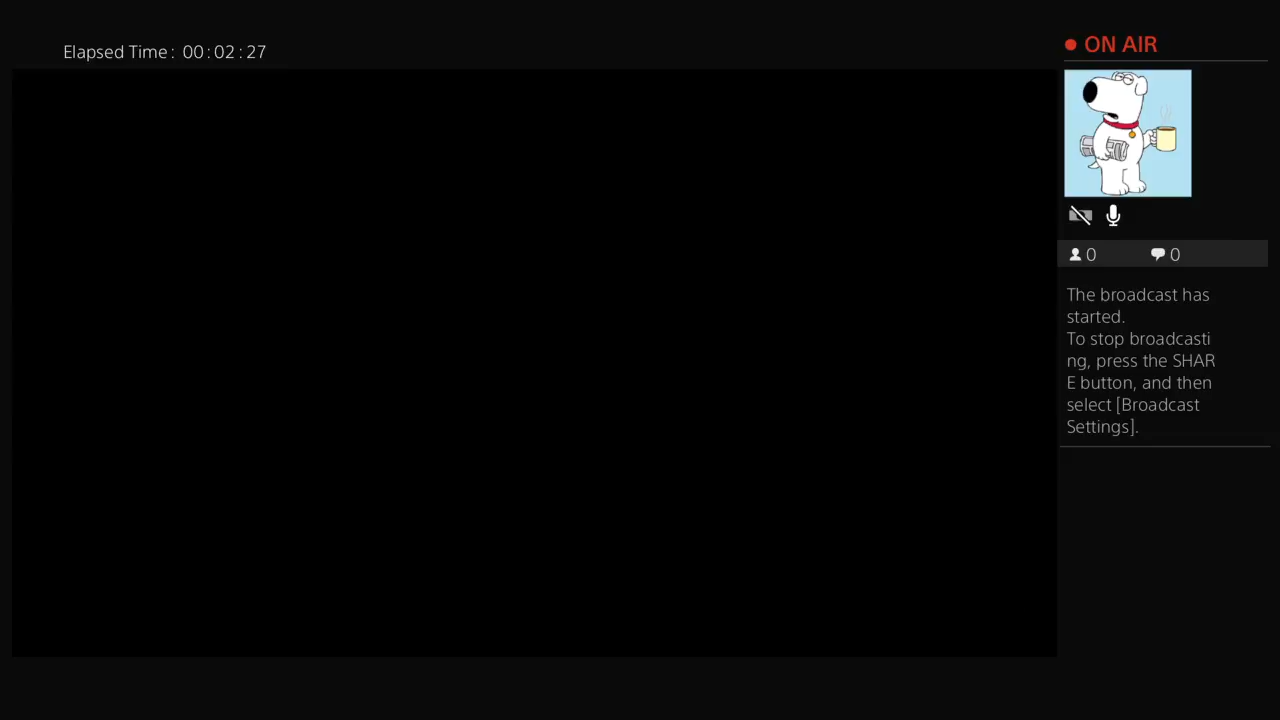 Elapsed Time: 00:02:27
ON AIR
0 0
The broadcast has
started.
To stop broadcasti
ng, press the SHAR
E button, and then
select [Broadcast
Settings].